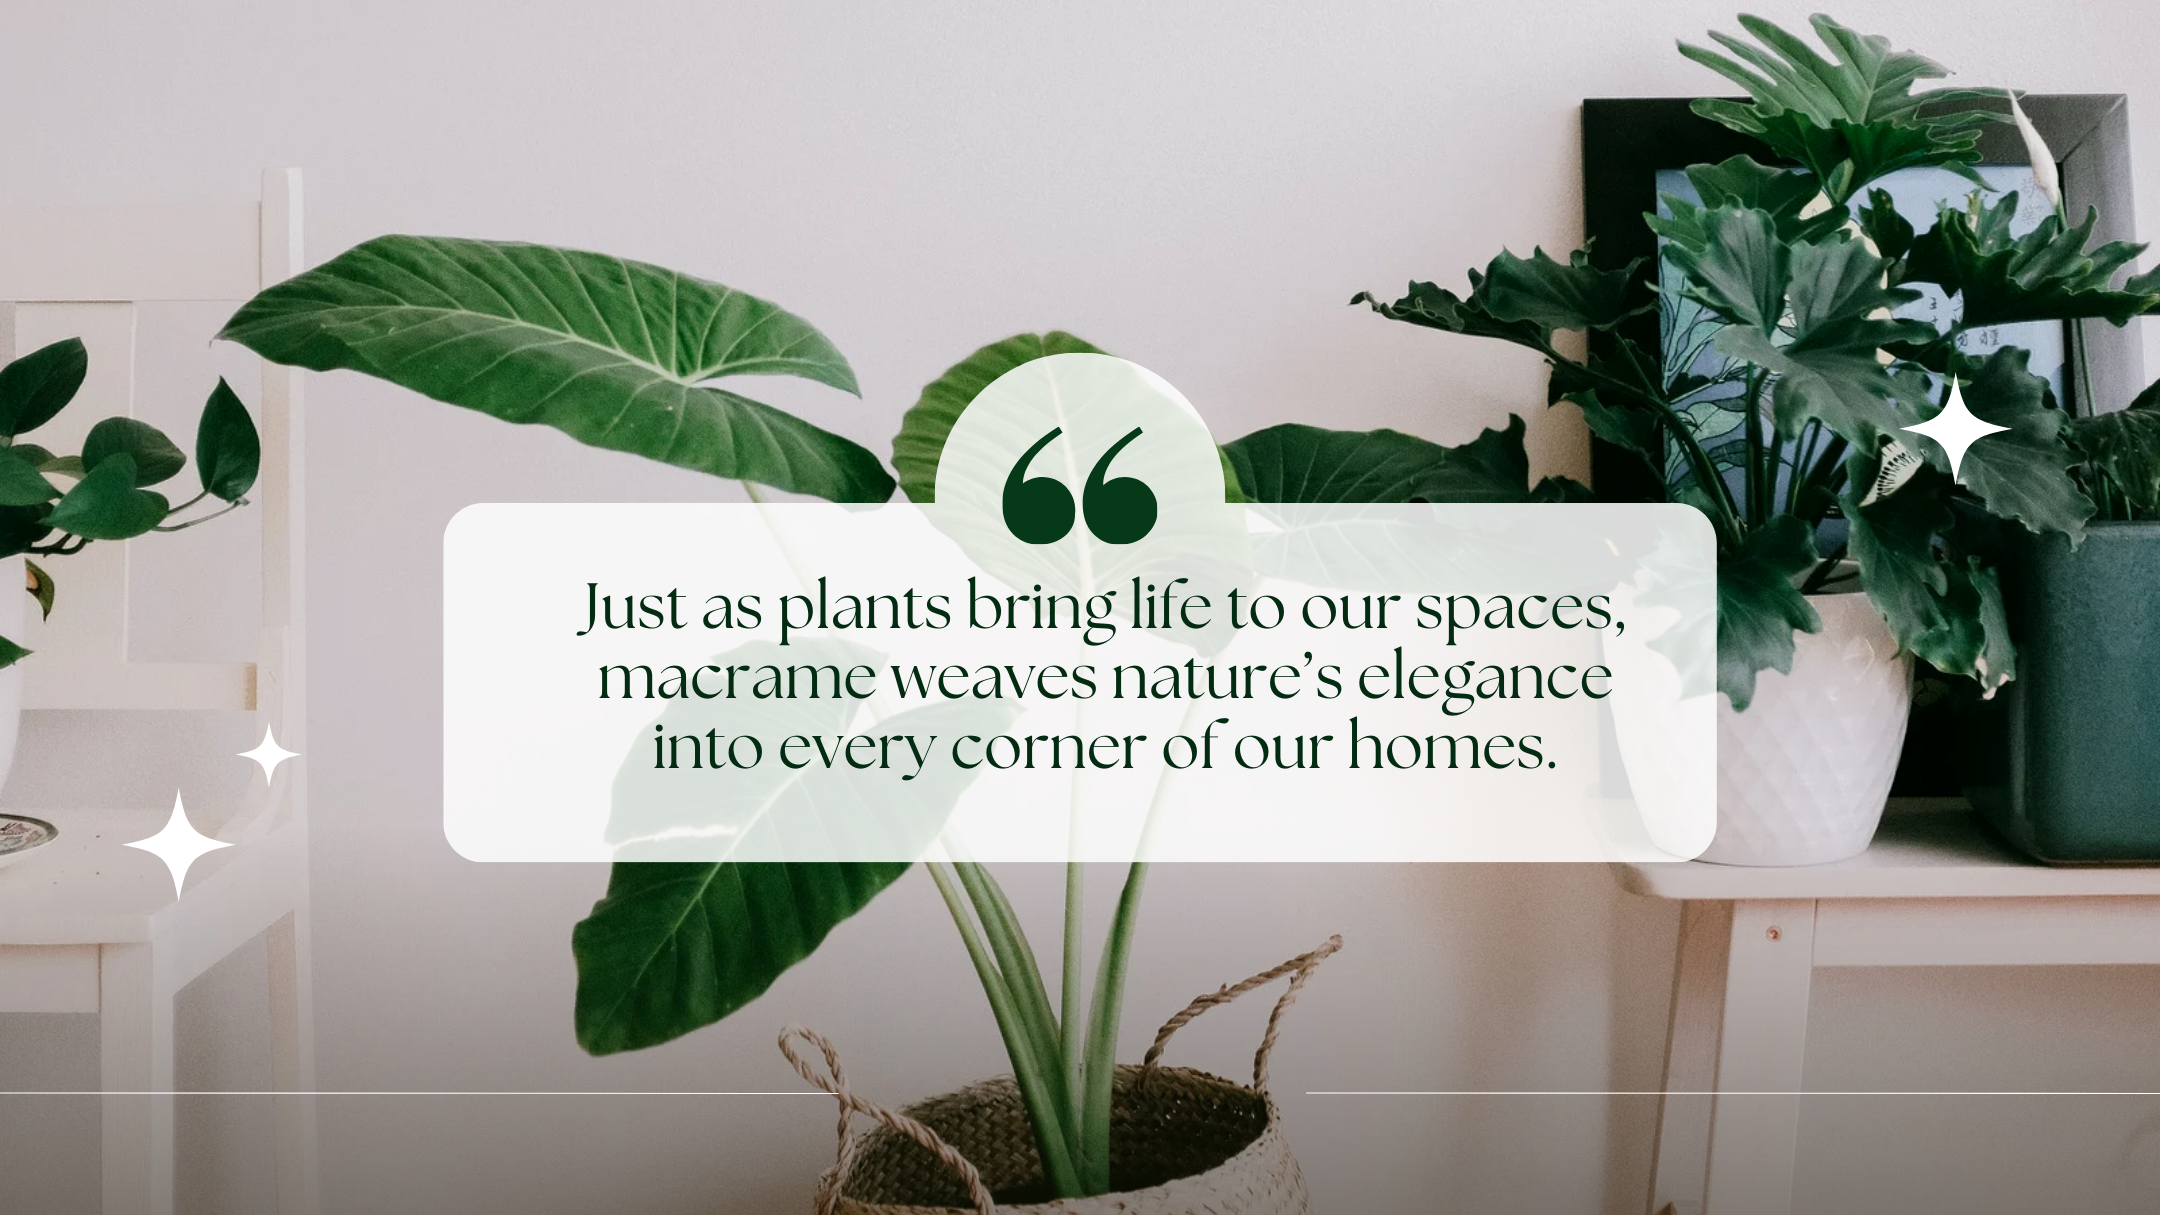 “
Just as plants bring life to our spaces,
macrame weaves nature’s elegance
into every corner of our homes.